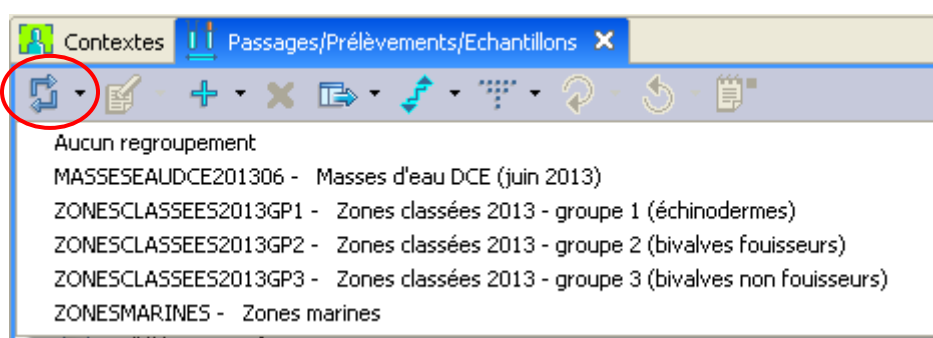 Contextes Passages/Prélèvements/Echantillons
Aucun regroupement
MASSESEAUDCE201306 - Masses d'eau DCE (juin 2013)
ZONESCLASSEES2013GP1 - Zones classées 2013 - groupe 1 (échinodermes)
ZONESCLASSEES2013GP2 - Zones classées 2013 - groupe 2 (bivalves fouisseurs)
ZONESCLASSEES2013GP3 - Zones classées 2013 - groupe 3 (bivalves non fouisseurs)
ZONESMARINES - Zones marines